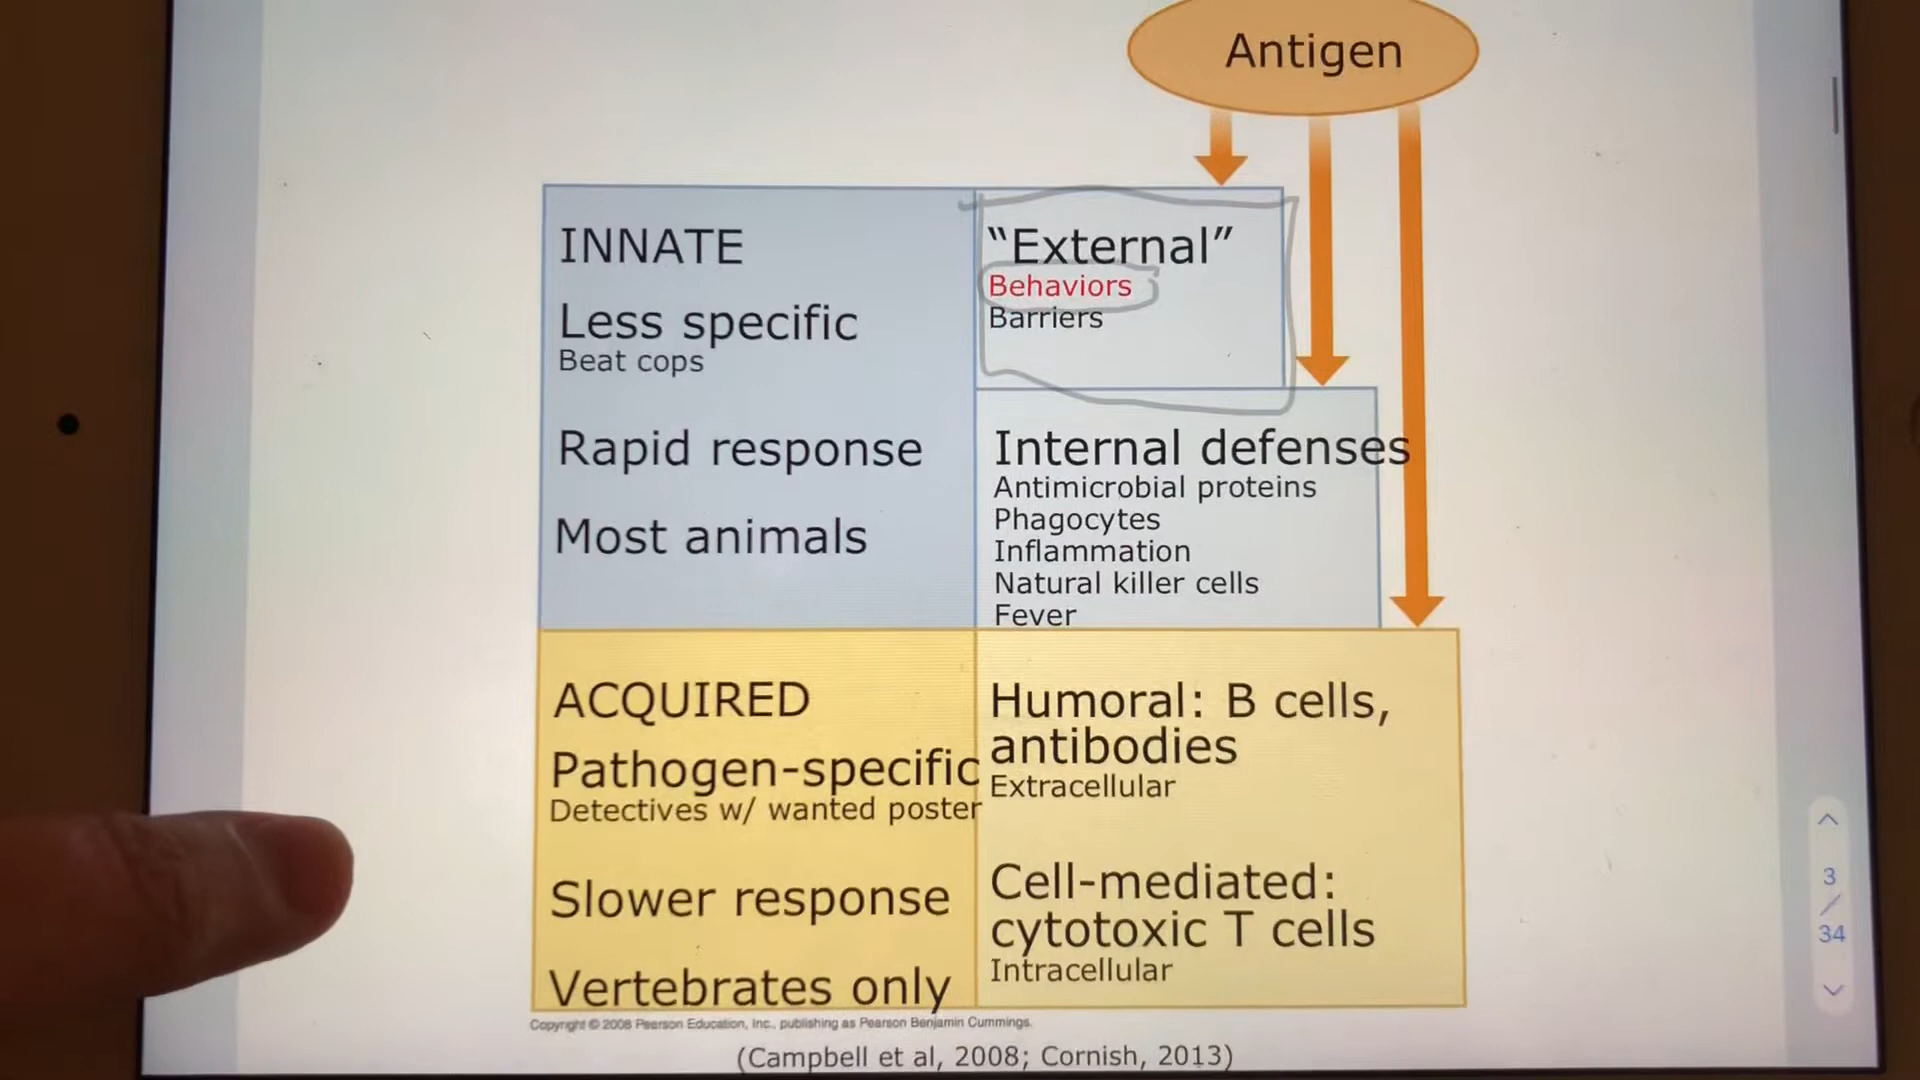 Antigen
INNATE
Less specific
Beat cops
Rapid response
Most animals
“External”
Behaviors
Barriers
Internal defenses
Antimicrobial proteins
Phagocytes
Inflammation
Natural killer cells
Fever
ACQUIRED
Pathogen-specific
Detectives w/ wanted poster
Slower response
Vertebrates only
Humoral: B cells,
antibodies
Extracellular
Cell-mediated:
cytotoxic T cells
Intracellular
Copyright © 2008 Pearson Education, Inc., publishing as Pearson Benjamin Cummings.
(Campbell et al, 2008; Cornish, 2013)
3
/
34